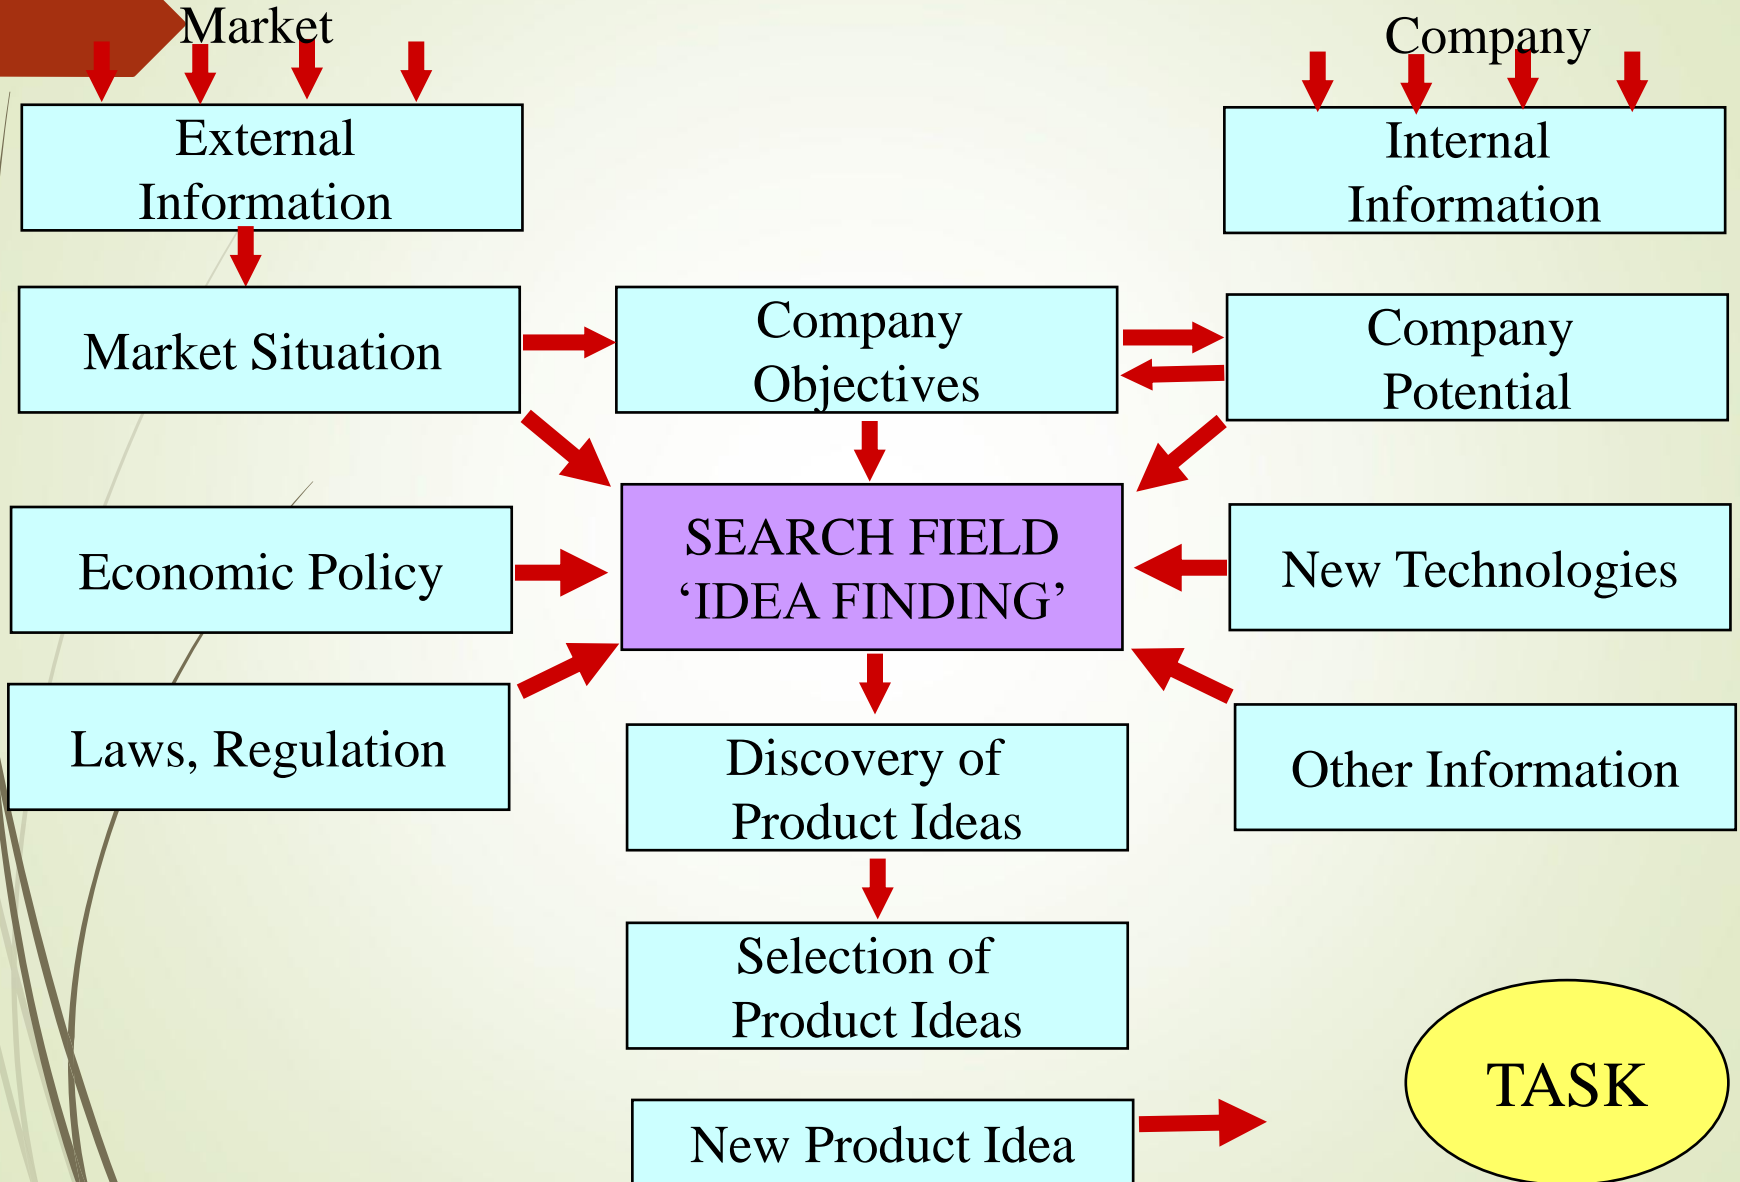 Market
Company
External
Information
Internal
Information
Market Situation
Company
Objectives
Company
Potential
Economic Policy
SEARCH FIELD
‘IDEA FINDING’
New Technologies
Laws, Regulation
Discovery of
Product Ideas
Other Information
Selection of
Product Ideas
TASK
New Product Idea